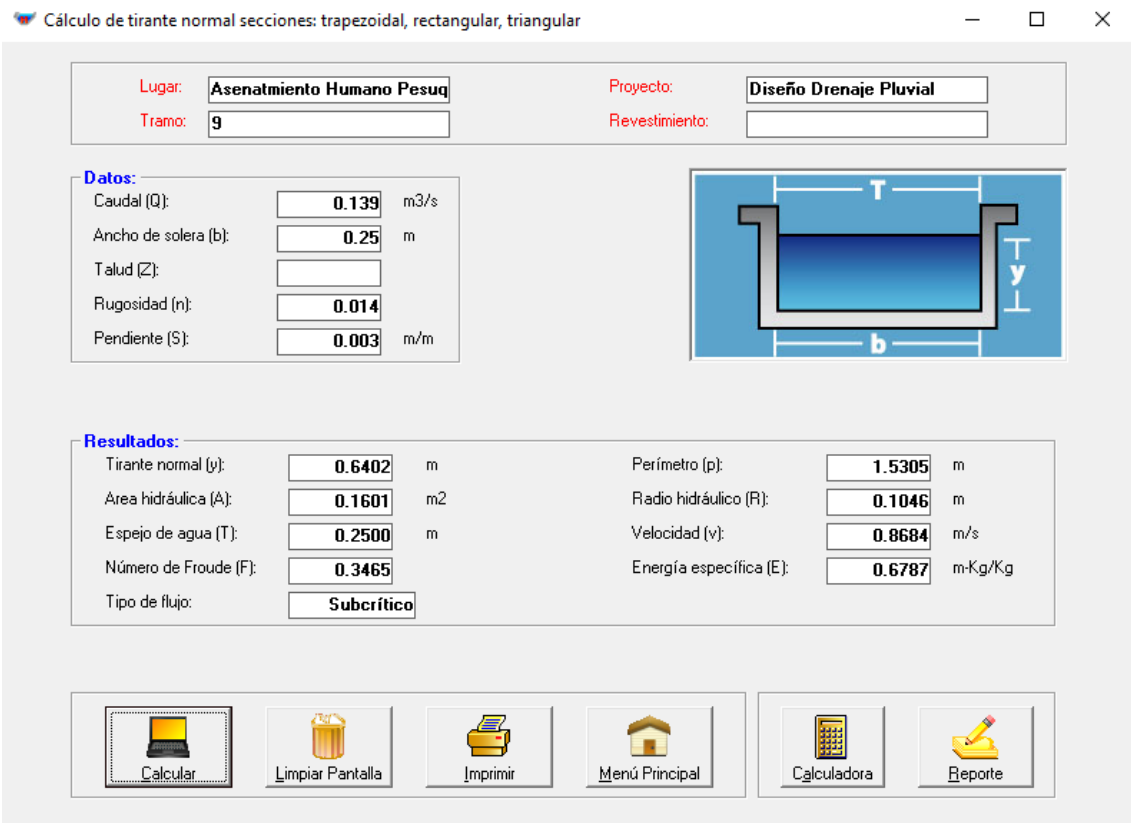 Cálculo de tirante normal secciones: trapezoidal, rectangular, triangular
Lugar: Asenatmiento Humano Pesuq Proyecto: Diseño Drenaje Pluvial
Tramo: 9 Revestimiento:
Datos:
Caudal (Q): 0.139 m3/s
Ancho de solera (b): 0.25 m
Talud (Z):
Rugosidad (n): 0.014
Pendiente (S): 0.003 m/m
T
y
b
Resultados:
Tirante normal (y): 0.6402 m Perímetro (p): 1.5305 m
Area hidráulica (A): 0.1601 m2 Radio hidráulico (R): 0.1046 m
Espejo de agua (T): 0.2500 m Velocidad (v): 0.8684 m/s
Número de Froude (F): 0.3465 Energía específica (E): 0.6787 m-Kg/Kg
Tipo de flujo: Subcrítico
Calcular Limpiar Pantalla Imprimir Menú Principal Calculadora Reporte